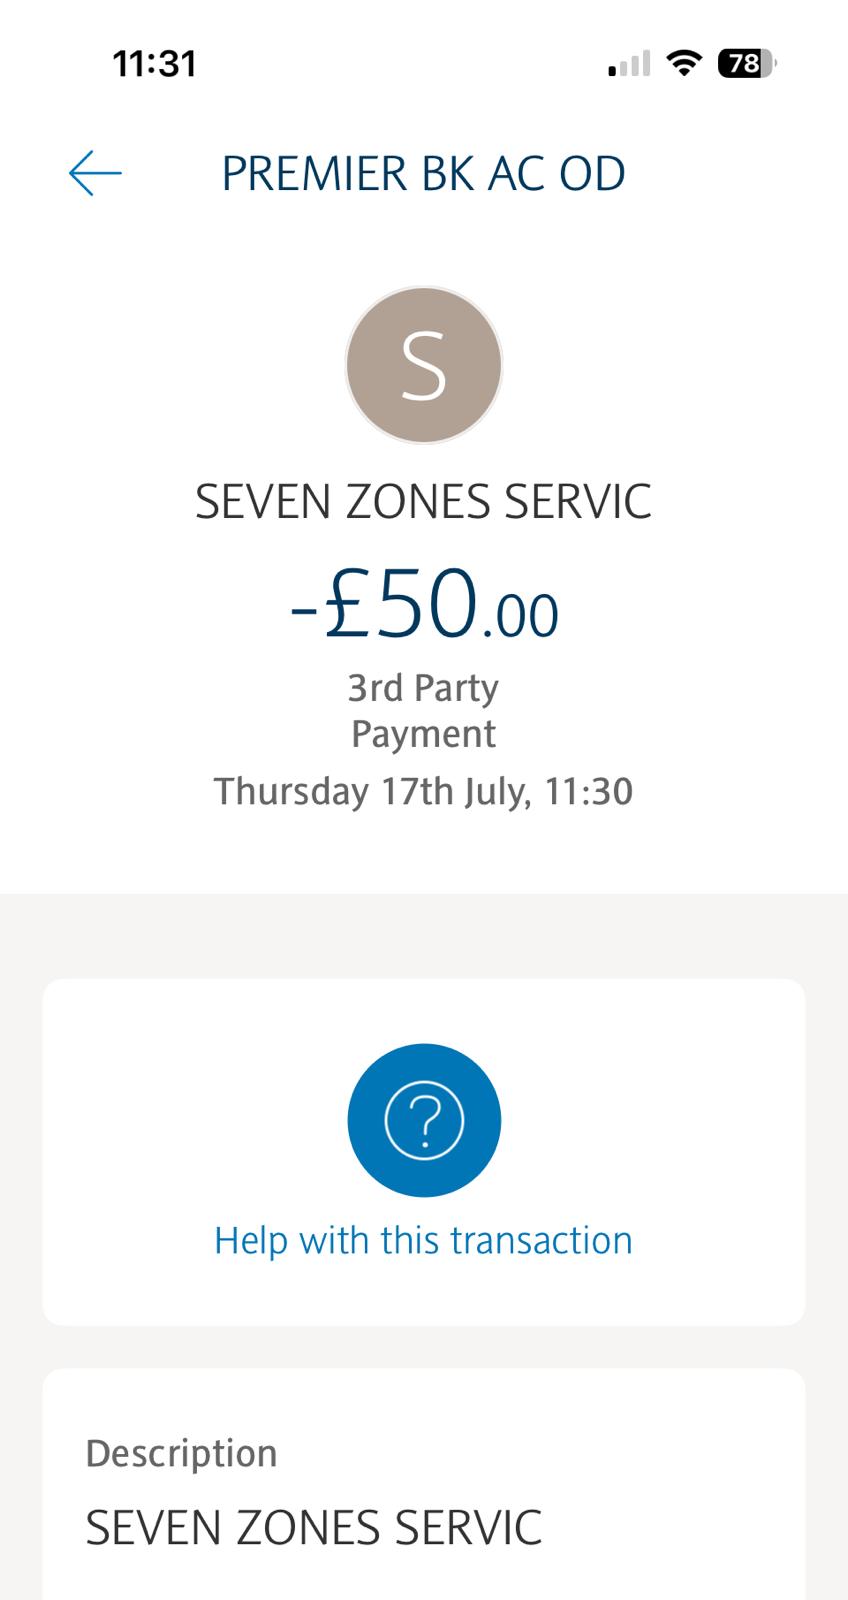 11:31
78
PREMIER BK AC OD
S
SEVEN ZONES SERVIC
-£50.00
3rd Party
Payment
Thursday 17th July, 11:30
?
Help with this transaction
Description
SEVEN ZONES SERVIC